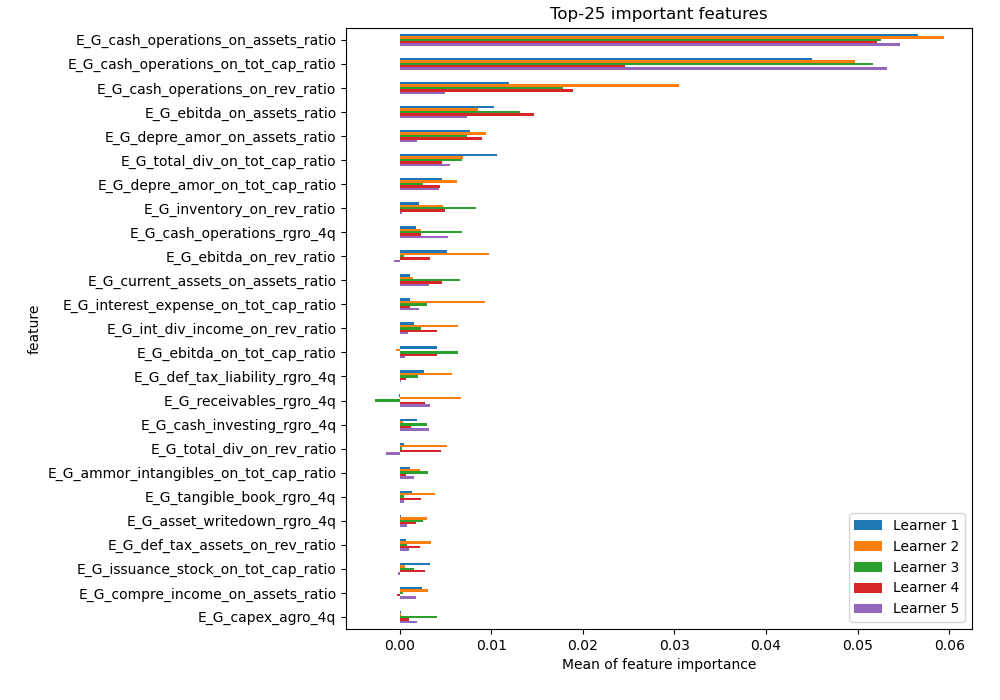 Top-25 important features
E_G_cash_operations_on_assets_ratio
E_G_cash_operations_on_tot_cap_ratio
E_G_cash_operations_on_rev_ratio
E_G_ebitda_on_assets_ratio
E_G_depre_amor_on_assets_ratio
E_G_total_div_on_tot_cap_ratio
E_G_depre_amor_on_tot_cap_ratio
E_G_inventory_on_rev_ratio
E_G_cash_operations_rgro_4q
E_G_ebitda_on_rev_ratio
E_G_current_assets_on_assets_ratio
E_G_interest_expense_on_tot_cap_ratio
E_G_int_div_income_on_rev_ratio
E_G_ebitda_on_tot_cap_ratio
E_G_def_tax_liability_rgro_4q
E_G_receivables_rgro_4q
E_G_cash_investing_rgro_4q
E_G_total_div_on_rev_ratio
E_G_ammor_intangibles_on_tot_cap_ratio
E_G_tangible_book_rgro_4q
E_G_asset_writedown_rgro_4q
E_G_def_tax_assets_on_rev_ratio
E_G_issuance_stock_on_tot_cap_ratio
E_G_compre_income_on_assets_ratio
E_G_capex_agro_4q
feature
Learner 1
Learner 2
Learner 3
Learner 4
Learner 5
0.00 0.01 0.02 0.03 0.04 0.05 0.06
Mean of feature importance